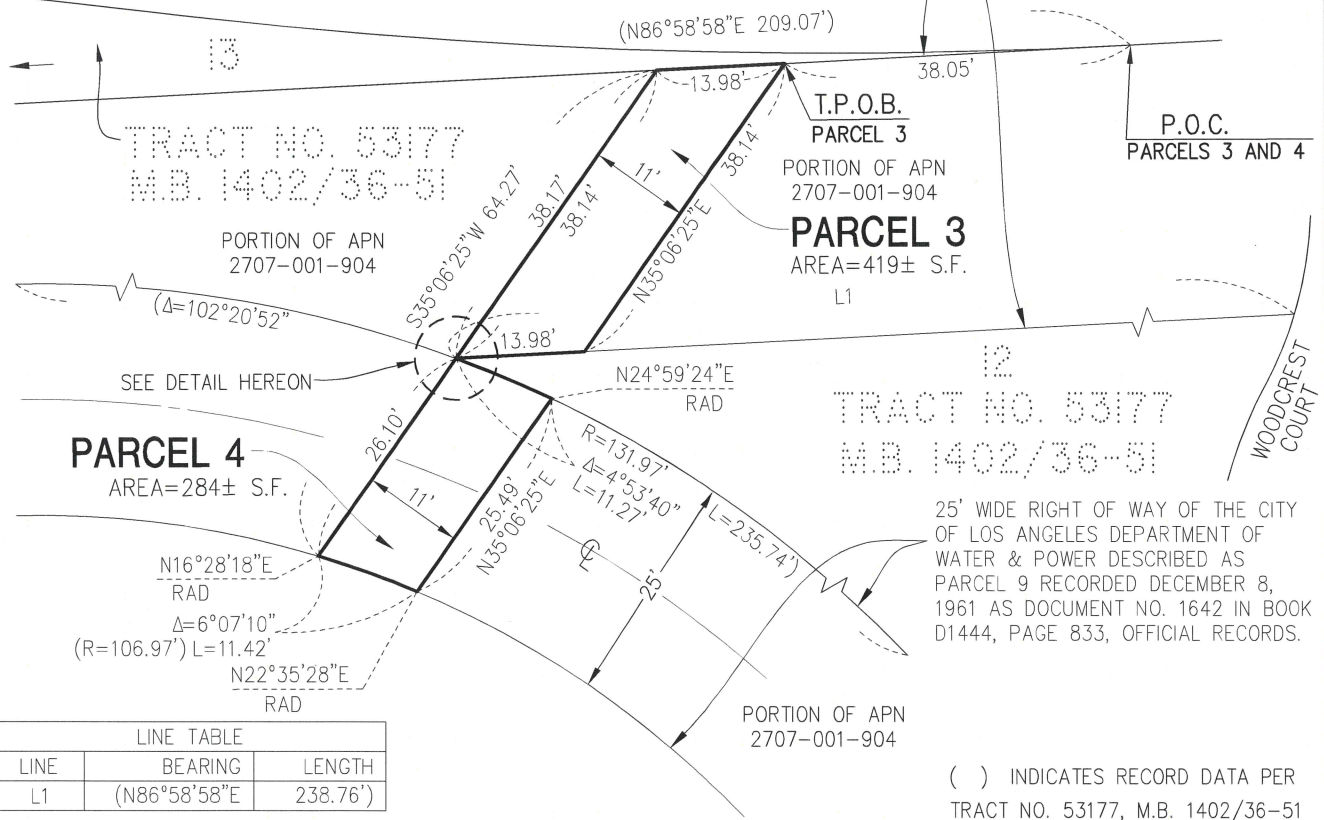 (N86°58'58"E 209.07')
13
13.98'
38.05'
T.P.O.B.
PARCEL 3
P.O.C.
PARCELS 3 AND 4
TRACT NO. 53177
M.B. 1402/36-51
PORTION OF APN
2707-001-904
S35°06'25"W 64.27'
38.17'
38.14'
11'
38.14'
N35°06'25"E
PORTION OF APN
2707-001-904
PARCEL 3
AREA=419± S.F.
L1
(Δ=102°20'52"
13.98'
SEE DETAIL HEREON
N24°59'24"E
RAD
12
TRACT NO. 53177
M.B. 1402/36-51
WOODCREST
COURT
PARCEL 4
AREA=284± S.F.
26.10'
11'
25.49'
N35°06'25"E
R=131.97'
L=235.74')
Δ=4°53'40"
L=11.27'
25'
25' WIDE RIGHT OF WAY OF THE CITY
OF LOS ANGELES DEPARTMENT OF
WATER & POWER DESCRIBED AS
PARCEL 9 RECORDED DECEMBER 8,
1961 AS DOCUMENT NO. 1642 IN BOOK
D1444, PAGE 833, OFFICIAL RECORDS.
N16°28'18"E
RAD
Δ=6°07'10"
(R=106.97') L=11.42'
N22°35'28"E
RAD
PORTION OF APN
2707-001-904
LINE TABLE
LINE BEARING LENGTH
L1 (N86°58'58"E 238.76')
( ) INDICATES RECORD DATA PER
TRACT NO. 53177, M.B. 1402/36-51